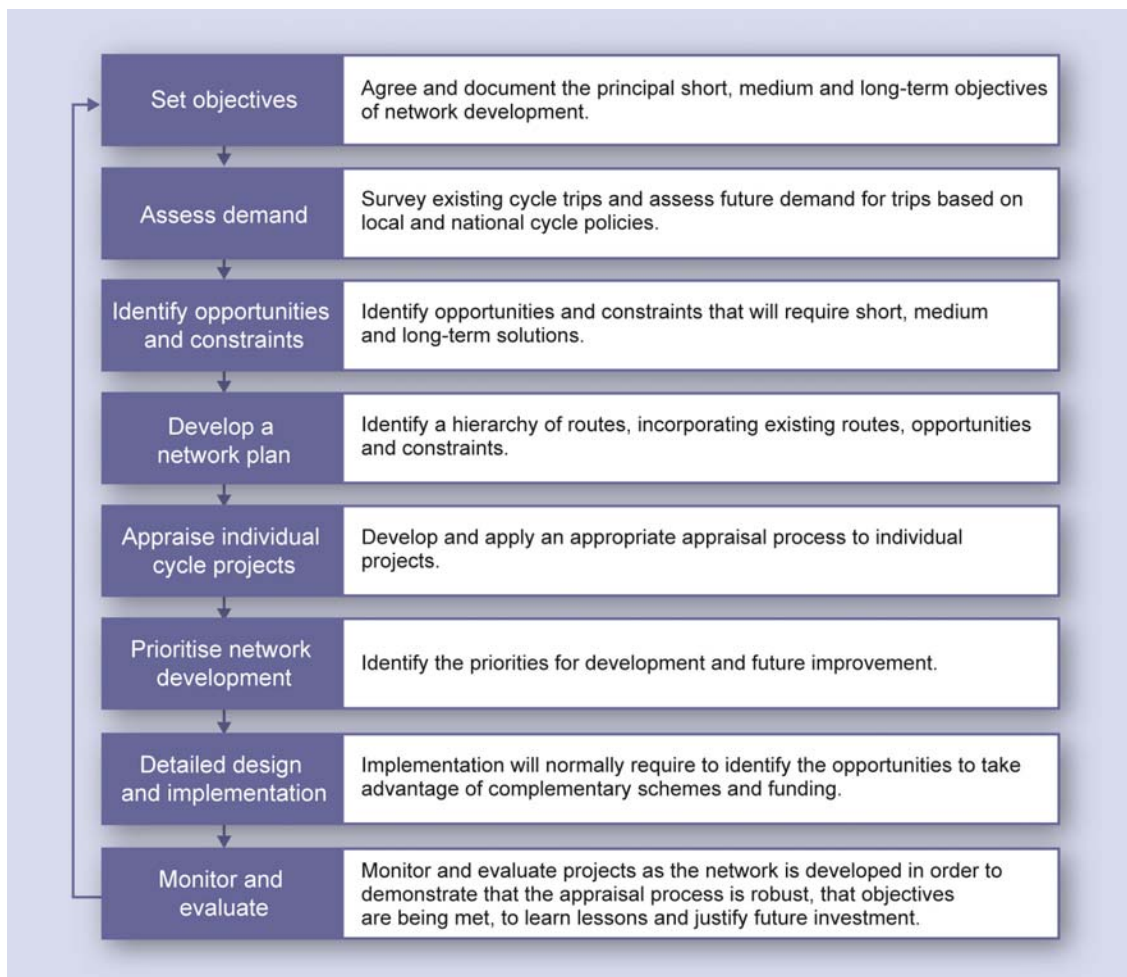 Set objectives
Agree and document the principal short, medium and long-term objectives
of network development.
Assess demand
Survey existing cycle trips and assess future demand for trips based on
local and national cycle policies.
Identify opportunities
and constraints
Identify opportunities and constraints that will require short, medium
and long-term solutions.
Develop a
network plan
Identify a hierarchy of routes, incorporating existing routes, opportunities
and constraints.
Appraise individual
cycle projects
Develop and apply an appropriate appraisal process to individual
projects.
Prioritise network
development
Identify the priorities for development and future improvement.
Detailed design
and implementation
Implementation will normally require to identify the opportunities to take
advantage of complementary schemes and funding.
Monitor and
evaluate
Monitor and evaluate projects as the network is developed in order to
demonstrate that the appraisal process is robust, that objectives
are being met, to learn lessons and justify future investment.